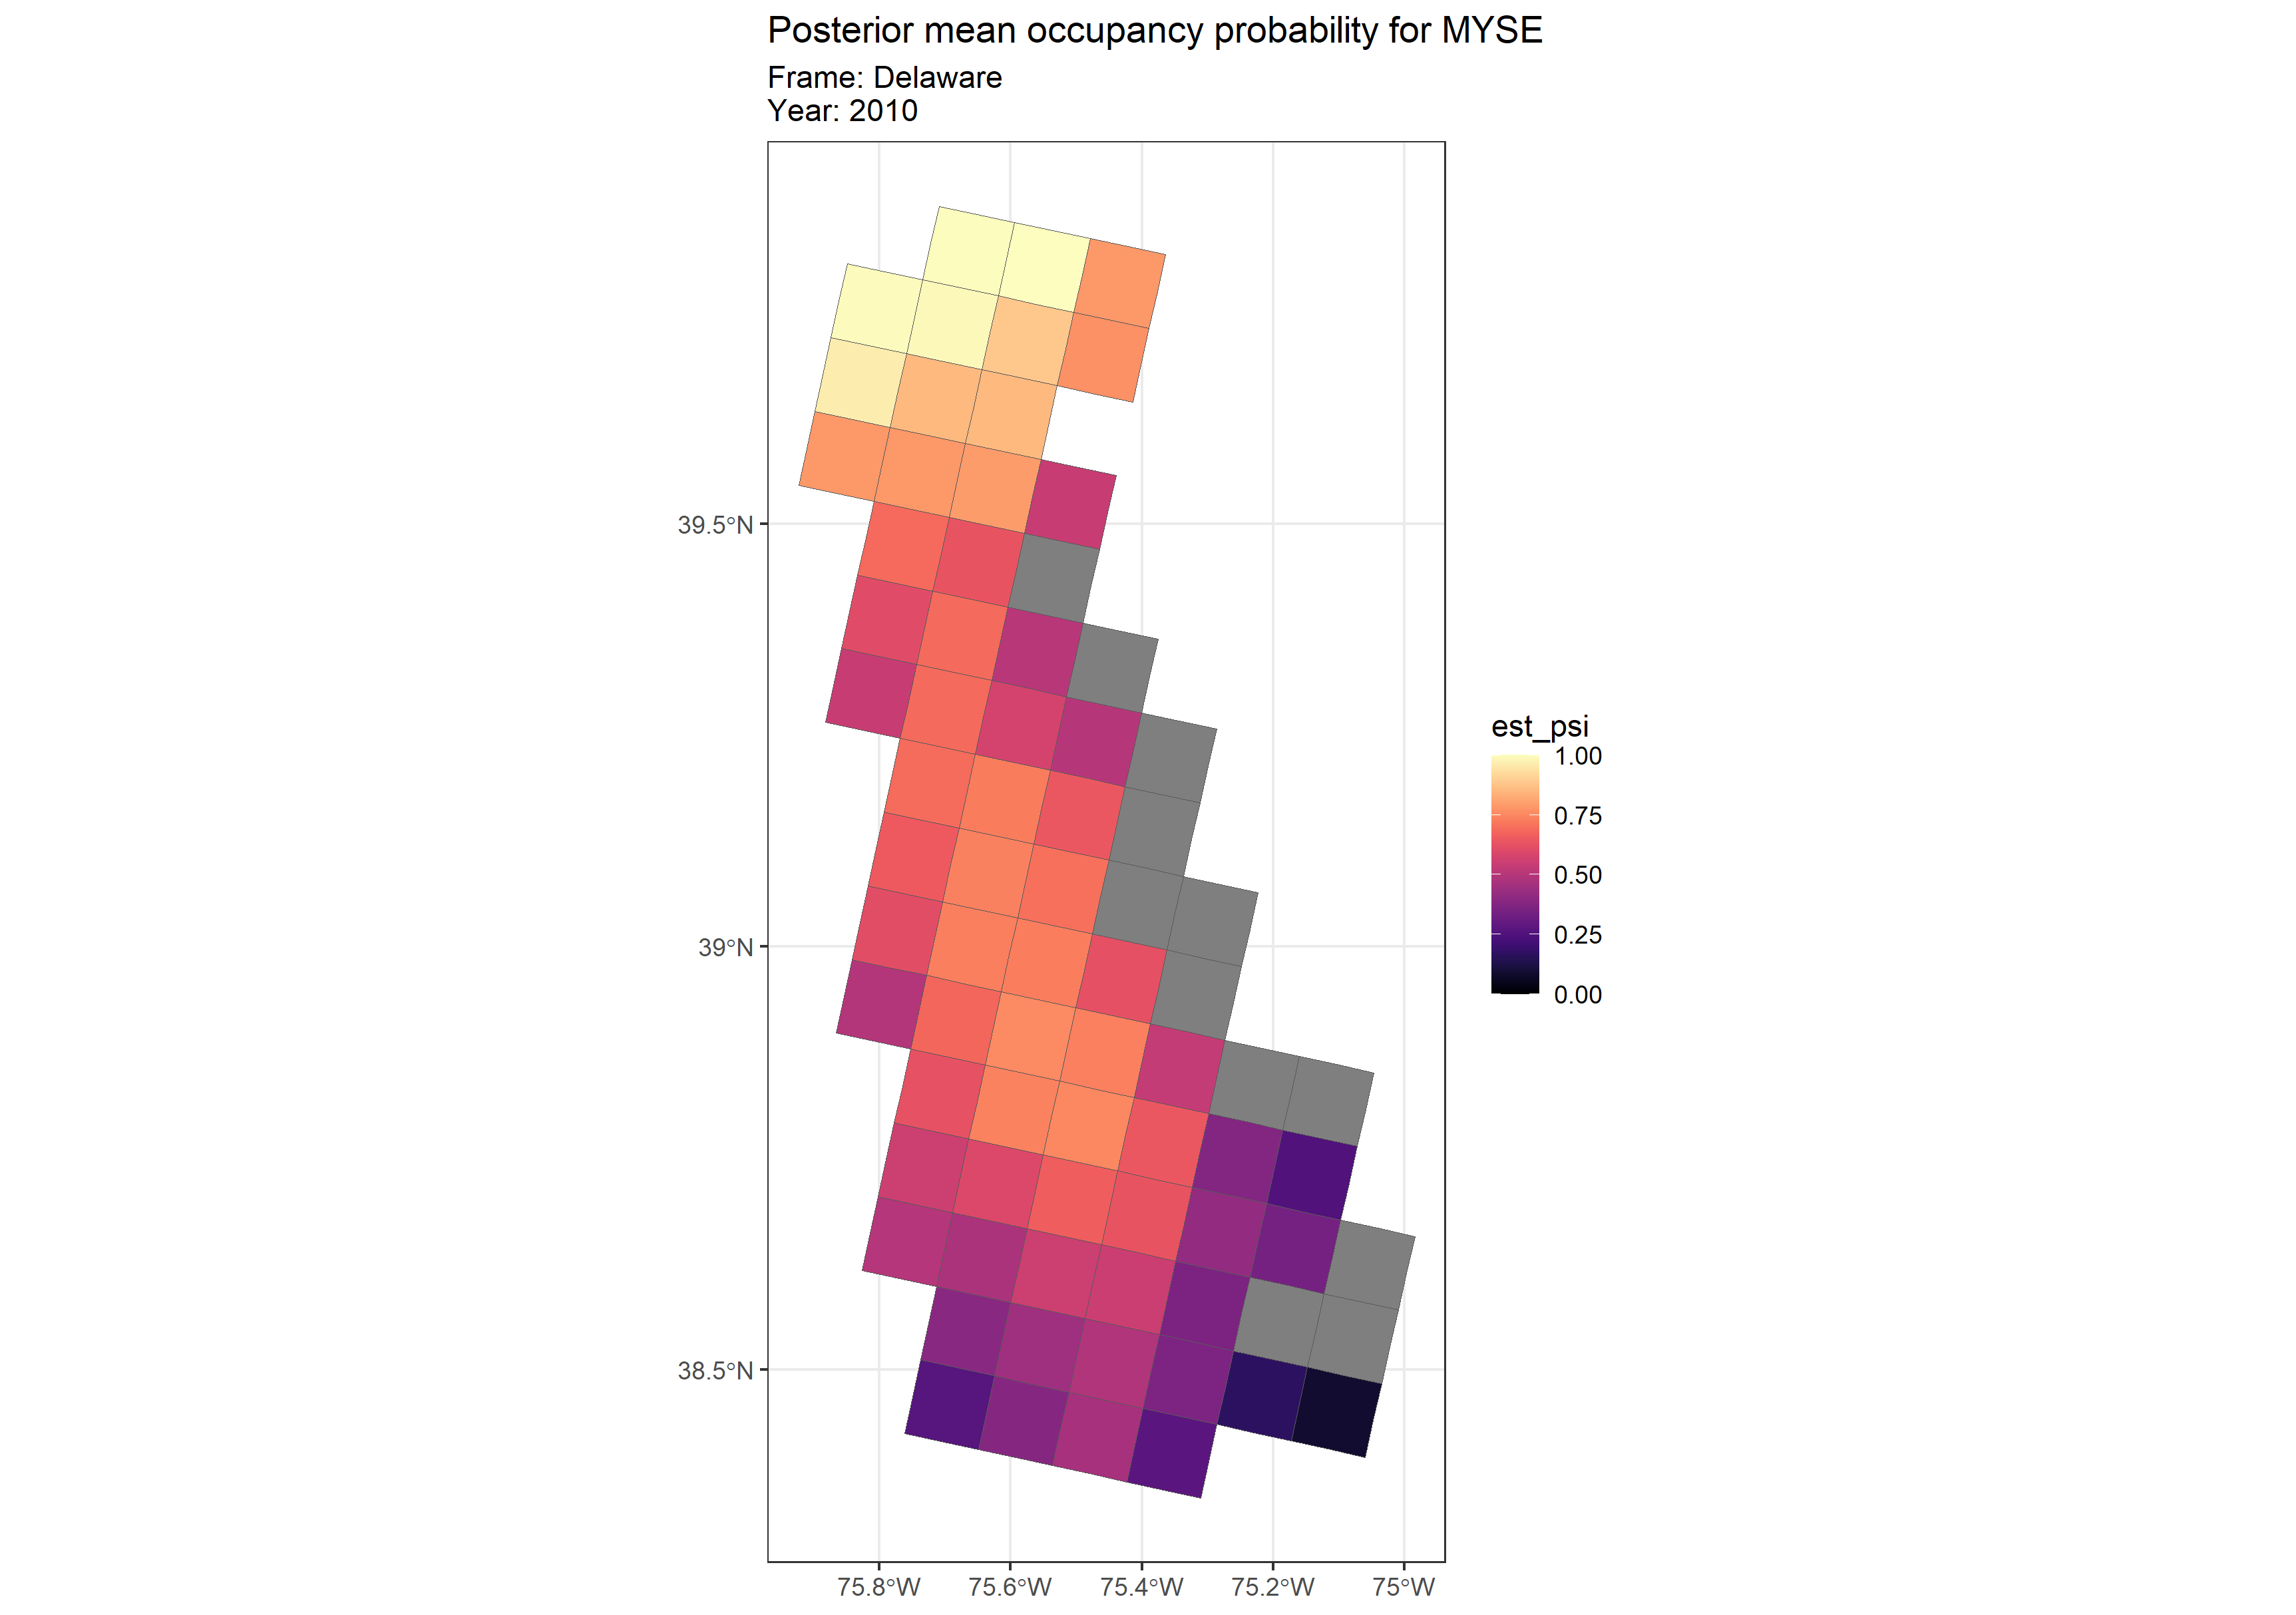 Posterior mean occupancy probability for MYSE
Frame: Delaware
Year: 2010
39.5°N
39°N
38.5°N
75.8°W
75.6°W
75.4°W
75.2°W
75°W
est_psi
1.00
0.75
0.50
0.25
0.00